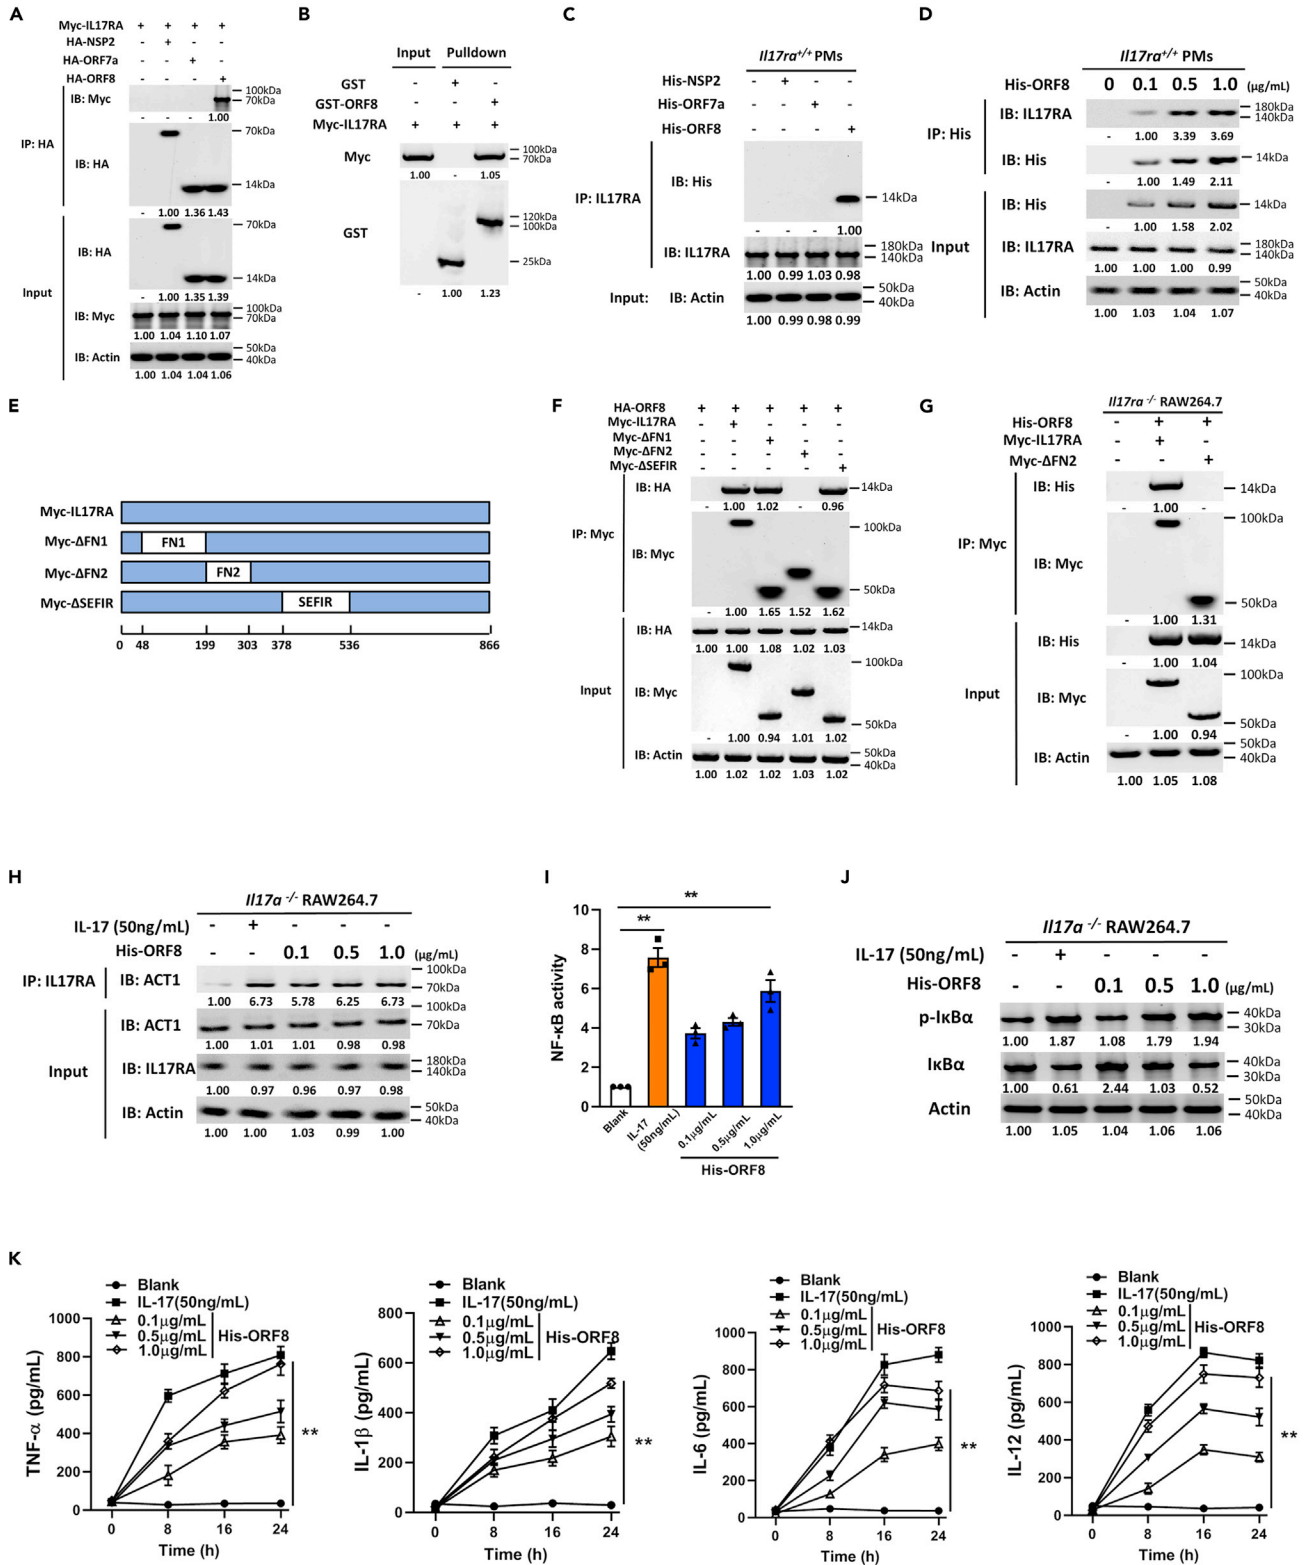 A
Myc-IL17RA + + + +
HA-NSP2 - + - -
HA-ORF7a - - + -
HA-ORF8 - - - +
IP: HA
IB: Myc
100kDa
70kDa
- - - 1.00
IB: HA
70kDa
14kDa
- 1.00 1.36 1.43
Input
IB: HA
70kDa
14kDa
- 1.00 1.35 1.39
IB: Myc
100kDa
70kDa
1.00 1.04 1.10 1.07
IB: Actin
50kDa
40kDa
1.00 1.04 1.04 1.06
B
Input Pulldown
GST - + -
GST-ORF8 - - +
Myc-IL17RA + + +
Myc
100kDa
70kDa
1.00 - 1.05
GST
120kDa
100kDa
25kDa
- 1.00 1.23
C
Il17ra+/+ PMs
His-NSP2 - + - -
His-ORF7a - - + -
His-ORF8 - - - +
IP: IL17RA
IB: His
14kDa
- - - 1.00
IB: IL17RA
180kDa
140kDa
1.00 0.99 1.03 0.98
Input: IB: Actin
50kDa
40kDa
1.00 0.99 0.98 0.99
D
Il17ra+/+ PMs
His-ORF8 0 0.1 0.5 1.0 (μg/mL)
IP: His
IB: IL17RA
180kDa
140kDa
- 1.00 3.39 3.69
IB: His
14kDa
- 1.00 1.49 2.11
Input
IB: His
14kDa
- 1.00 1.58 2.02
IB: IL17RA
180kDa
140kDa
1.00 1.00 1.00 0.99
IB: Actin
50kDa
40kDa
1.00 1.03 1.04 1.07
E
Myc-IL17RA
Myc-ΔFN1 FN1
Myc-ΔFN2 FN2
Myc-ΔSEFIR SEFIR
0 48 199 303 378 536 866
F
HA-ORF8 + + + + +
Myc-IL17RA - + - - -
Myc-ΔFN1 - - + - -
Myc-ΔFN2 - - - + -
Myc-ΔSEFIR - - - - +
IP: Myc
IB: HA
14kDa
- 1.00 1.02 - 0.96
IB: Myc
100kDa
50kDa
- 1.00 1.65 1.52 1.62
Input
IB: HA
14kDa
1.00 1.00 1.08 1.02 1.03
IB: Myc
100kDa
50kDa
- 1.00 0.94 1.01 1.02
IB: Actin
50kDa
40kDa
1.00 1.02 1.02 1.03 1.02
G
Il17ra -/- RAW264.7
His-ORF8 - + +
Myc-IL17RA - + -
Myc-ΔFN2 - - +
IP: Myc
IB: His
14kDa
- 1.00 -
IB: Myc
100kDa
50kDa
- 1.00 1.31
Input
IB: His
14kDa
- 1.00 1.04
IB: Myc
100kDa
50kDa
- 1.00 0.94
IB: Actin
50kDa
40kDa
1.00 1.05 1.08
H
Il17a -/- RAW264.7
IL-17 (50ng/mL) - + - - -
His-ORF8 - - 0.1 0.5 1.0 (μg/mL)
IP: IL17RA IB: ACT1
100kDa
70kDa
1.00 6.73 5.78 6.25 6.73
Input
IB: ACT1
100kDa
70kDa
1.00 1.01 1.01 0.98 0.98
IB: IL17RA
180kDa
140kDa
1.00 0.97 0.96 0.97 0.98
IB: Actin
50kDa
40kDa
1.00 1.00 1.03 0.99 1.00
I
**
**
NF-κB activity
10
8
6
4
2
0
Blank
IL-17
(50ng/mL)
0.1μg/mL
0.5μg/mL
1.0μg/mL
His-ORF8
J
Il17a -/- RAW264.7
IL-17 (50ng/mL) - + - - -
His-ORF8 - - 0.1 0.5 1.0 (μg/mL)
p-IκBα
40kDa
30kDa
1.00 1.87 1.08 1.79 1.94
IκBα
40kDa
30kDa
1.00 0.61 2.44 1.03 0.52
Actin
50kDa
40kDa
1.00 1.05 1.04 1.06 1.06
K
Blank
IL-17(50ng/mL)
0.1μg/mL
0.5μg/mL
1.0μg/mL
His-ORF8
TNF-α (pg/mL)
1000
800
600
400
200
0
**
0 8 16 24
Time (h)
Blank
IL-17(50ng/mL)
0.1μg/mL
0.5μg/mL
1.0μg/mL
His-ORF8
IL-1β (pg/mL)
800
600
400
200
0
**
0 8 16 24
Time (h)
Blank
IL-17(50ng/mL)
0.1μg/mL
0.5μg/mL
1.0μg/mL
His-ORF8
IL-6 (pg/mL)
1000
800
600
400
200
0
**
0 8 16 24
Time (h)
Blank
IL-17(50ng/mL)
0.1μg/mL
0.5μg/mL
1.0μg/mL
His-ORF8
IL-12 (pg/mL)
1000
800
600
400
200
0
**
0 8 16 24
Time (h)